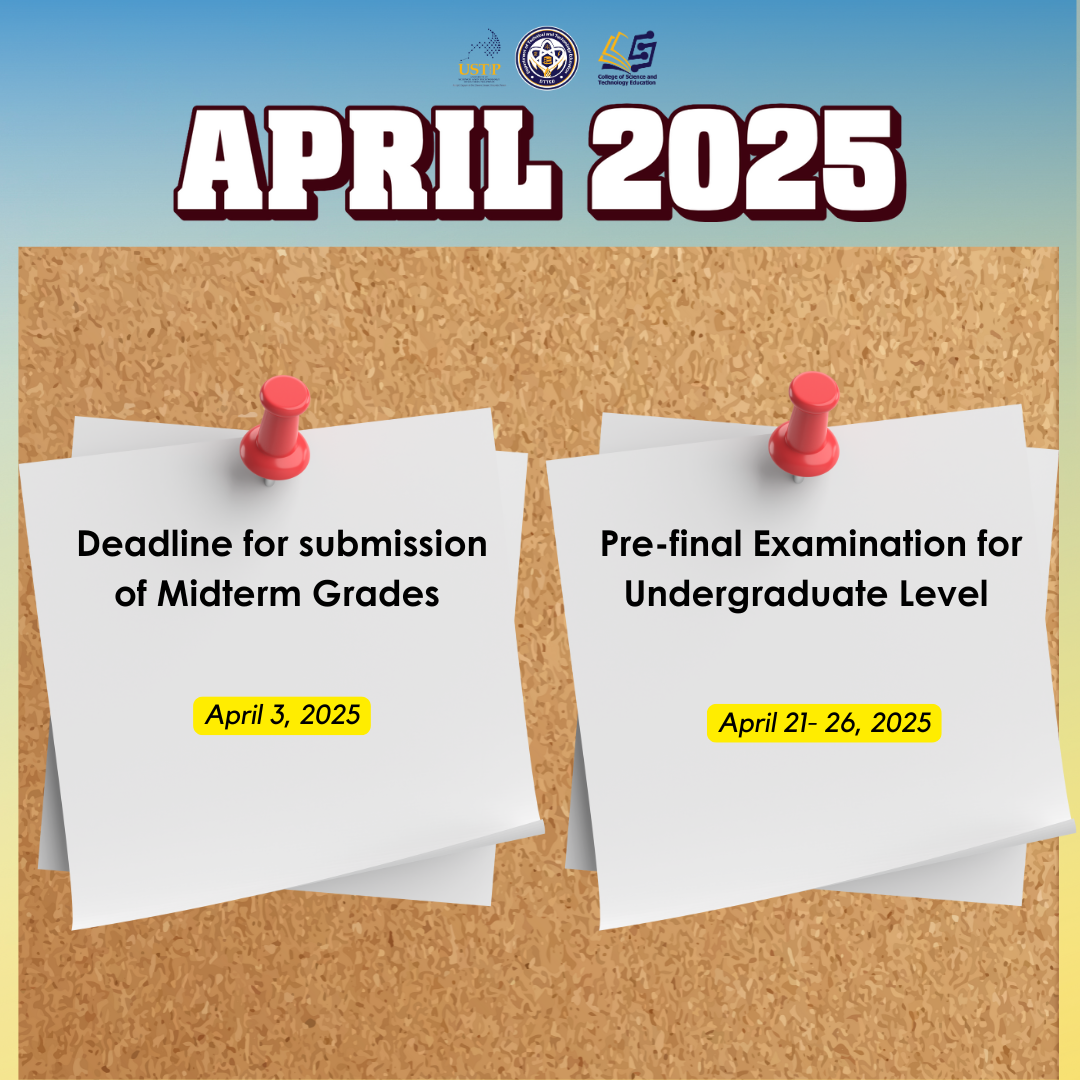 USTP
College of Science and
Technology Education
APRIL 2025
Deadline for submission
of Midterm Grades
April 3, 2025
Pre-final Examination for
Undergraduate Level
April 21- 26, 2025